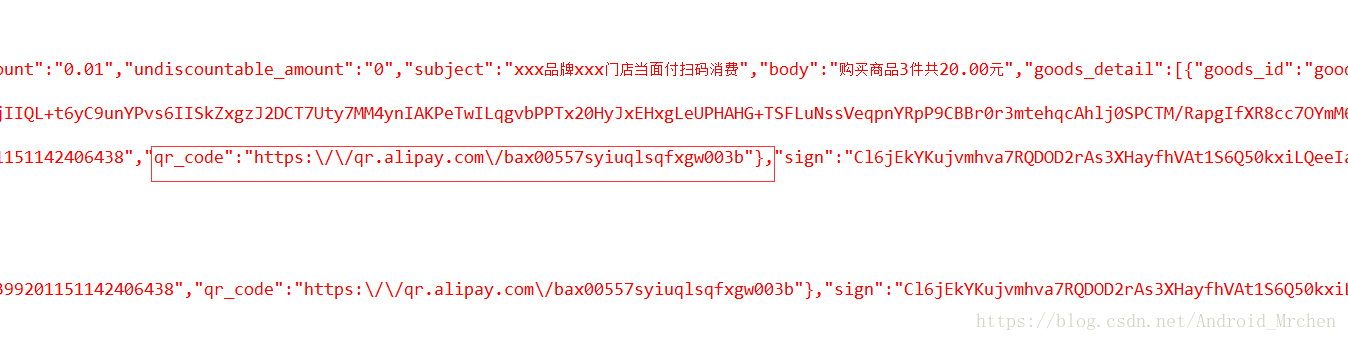 ount":"0.01","undiscountable_amount":"0","subject":"xxx品牌xxx门店当面付扫码消费","body":"购买商品3件共20.00元","goods_detail":[{"goods_id":"good
jIIQL+t6yC9unYPvs6IISkZxgzJ2DCT7Uty7MM4ynIAKPeTwILqgvbPPTx20HyJxEHxgLeUPHAHG+TSFLuNssVeqpnYRpP9CBBr0r3mtehqcAhlj0SPCTM/RapgIfXR8cc7OYmM6
1151142406438","qr_code":"https:\/\/qr.alipay.com\/bax00557syiuqlsqfxgw003b"},"sign":"Cl6jEkYKujvmhva7RQDOD2rAs3XHayfhVAt1S6Q50kxiLQeeIa
399201151142406438","qr_code":"https:\/\/qr.alipay.com\/bax00557syiuqlsqfxgw003b"},"sign":"Cl6jEkYKujvmhva7RQDOD2rAs3XHayfhVAt1S6Q50kxiL
https://blog.csdn.net/Android_Mrchen